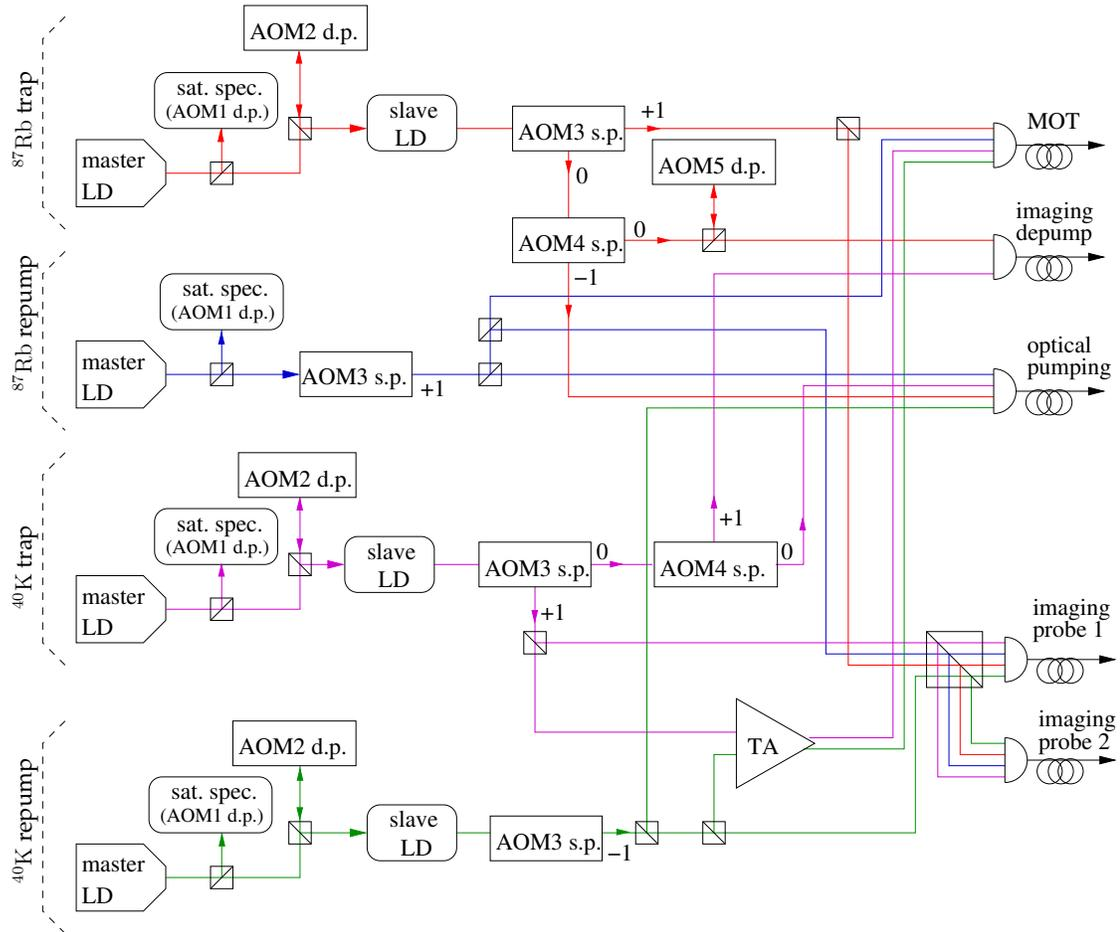 ⁸⁷Rb trap
AOM2 d.p.
sat. spec.
(AOM1 d.p.)
master
LD
slave
LD
AOM3 s.p.
+1
0
AOM5 d.p.
AOM4 s.p.
0
−1
MOT
imaging
depump
⁸⁷Rb repump
sat. spec.
(AOM1 d.p.)
master
LD
AOM3 s.p.
+1
optical
pumping
⁴⁰K trap
AOM2 d.p.
sat. spec.
(AOM1 d.p.)
master
LD
slave
LD
AOM3 s.p.
0
+1
AOM4 s.p.
+1
0
imaging
probe 1
imaging
probe 2
TA
⁴⁰K repump
AOM2 d.p.
sat. spec.
(AOM1 d.p.)
master
LD
slave
LD
AOM3 s.p.
−1